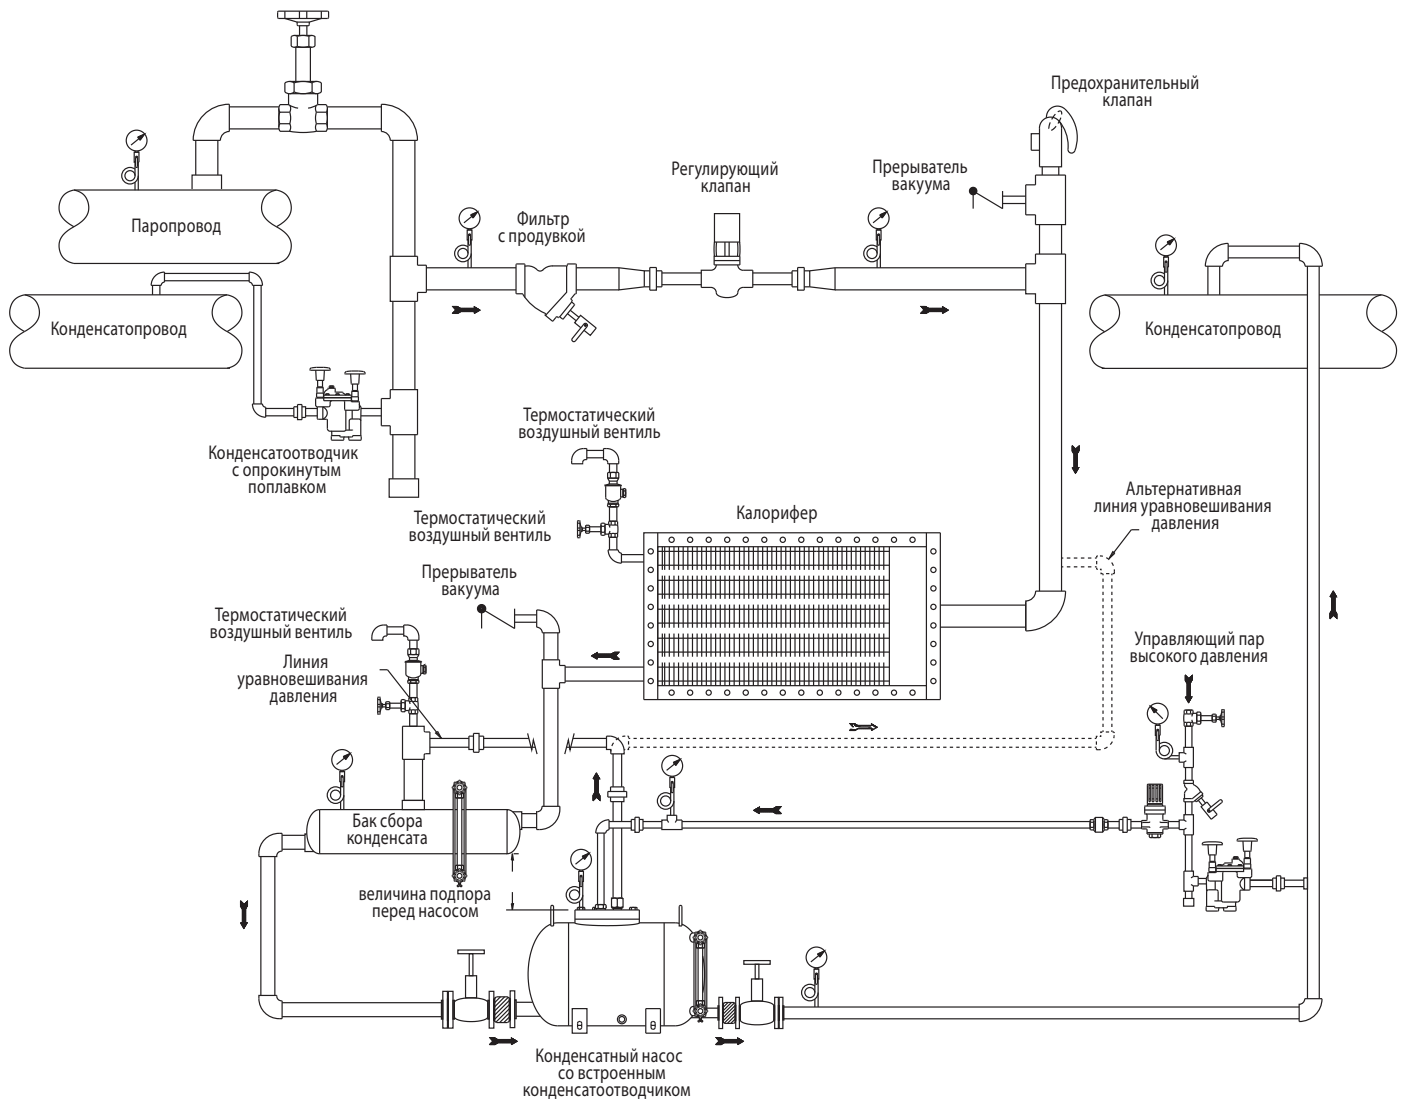 Предохранительный
клапан
Регулирующий
клапан
Прерыватель
вакуума
Фильтр
с продувкой
Паропровод
Конденсатопровод
Конденсатопровод
Термостатический
воздушный вентиль
Конденсатоотводчик
с опрокинутым
поплавком
Альтернативная
линия уравновешивания
давления
Калорифер
Термостатический
воздушный вентиль
Прерыватель
вакуума
Термостатический
воздушный вентиль
Линия
уравновешивания
давления
Управляющий пар
высокого давления
Бак сбора
конденсата
величина подпора
перед насосом
Конденсатный насос
со встроенным
конденсатоотводчиком